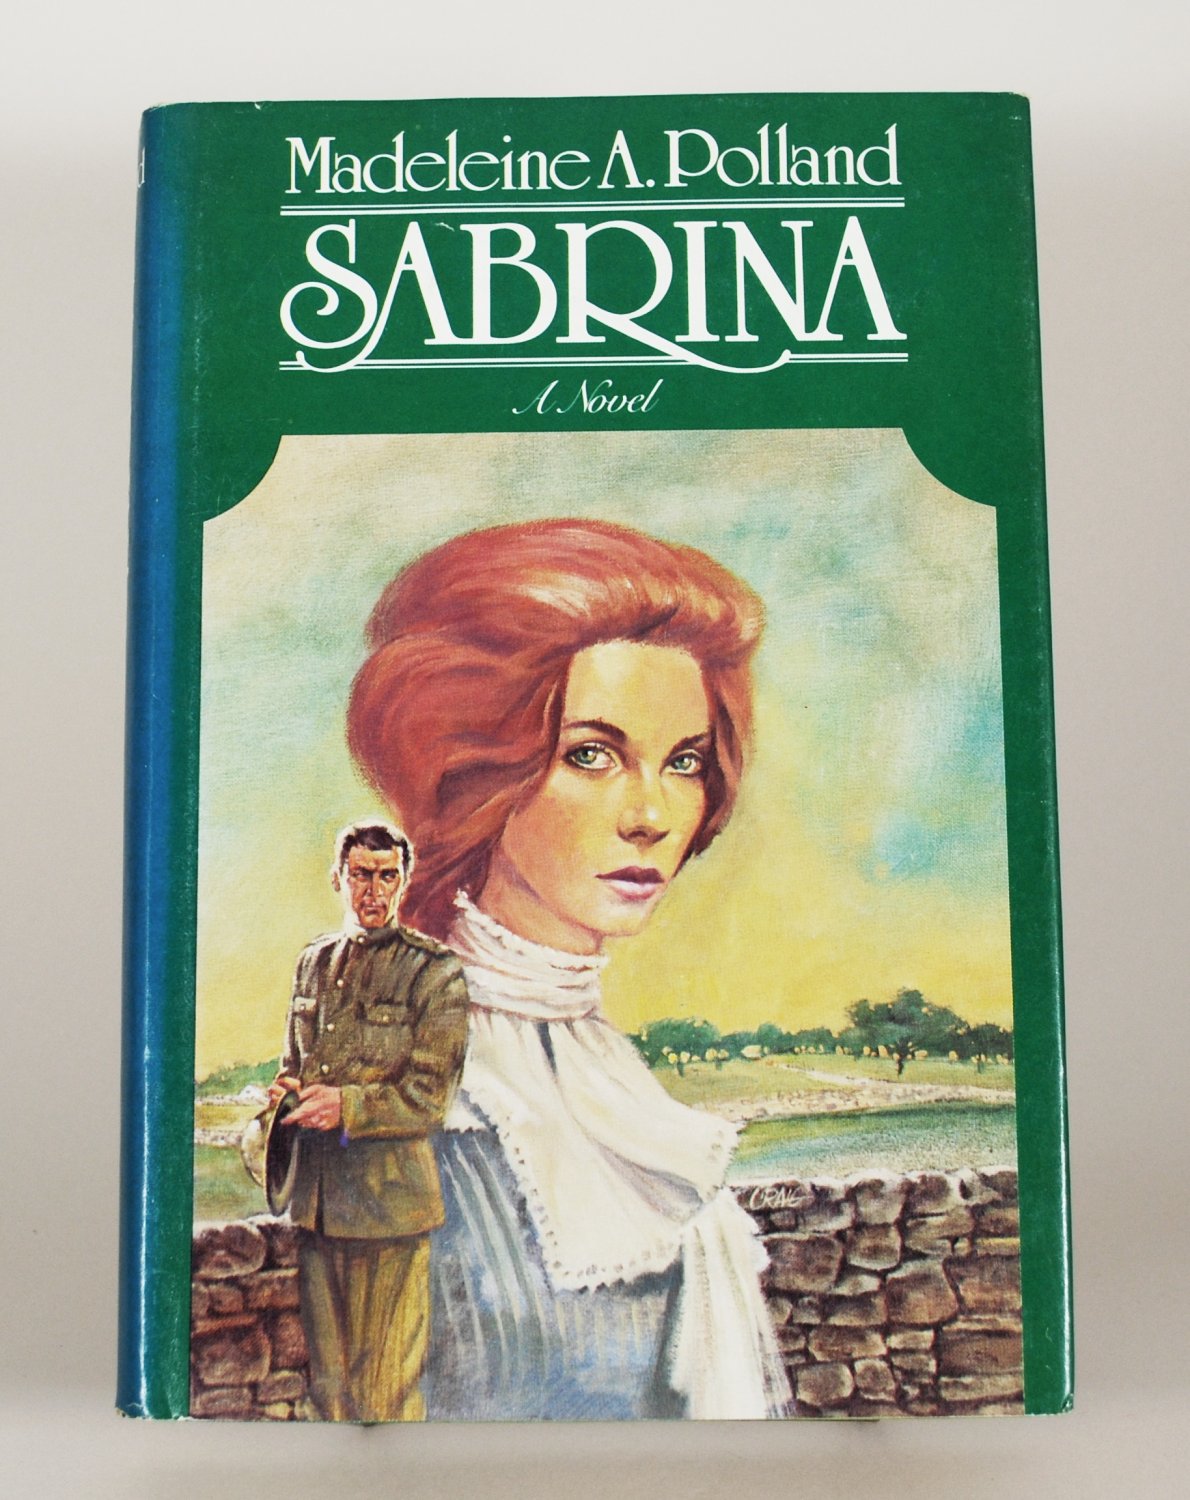 Madeleine A. Polland
SABRINA
A Novel
CRAIG